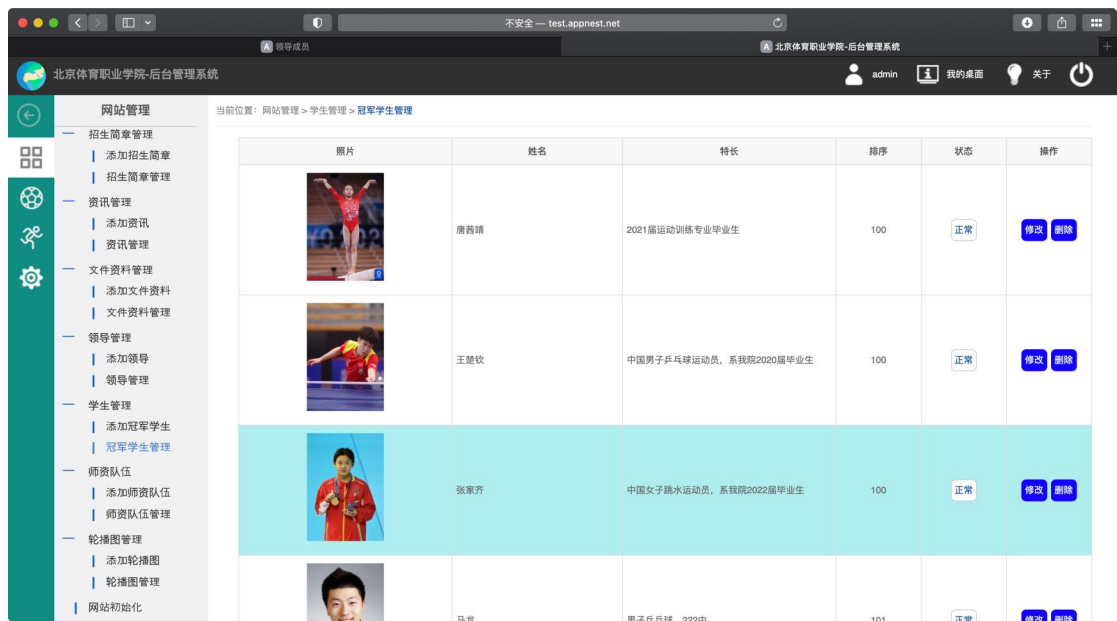 不安全 — test.appnest.net
A 领导成员
A 北京体育职业学院-后台管理系统
北京体育职业学院-后台管理系统
admin
我的桌面
关于
网站管理
招生简章管理
添加招生简章
招生简章管理
资讯管理
添加资讯
资讯管理
文件资料管理
添加文件资料
文件资料管理
领导管理
添加领导
领导管理
学生管理
添加冠军学生
冠军学生管理
师资队伍
添加师资队伍
师资队伍管理
轮播图管理
添加轮播图
轮播图管理
网站初始化
当前位置：网站管理 > 学生管理 > 冠军学生管理
照片 姓名 特长 排序 状态 操作
唐茜靖 2021届运动训练专业毕业生 100 正常 修改 删除
王楚钦 中国男子乒乓球运动员，系我院2020届毕业生 100 正常 修改 删除
张家齐 中国女子跳水运动员，系我院2022届毕业生 100 正常 修改 删除
马龙 男子乒乓球 101 正常 修改 删除